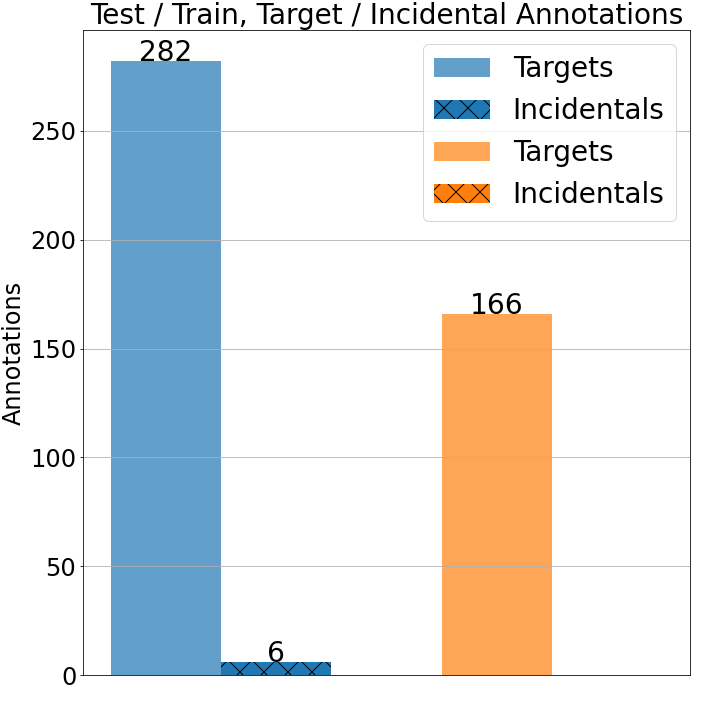 Test / Train, Target / Incidental Annotations
282
Targets
Incidentals
Targets
Incidentals
250
200
166
150
Annotations
100
50
6
0